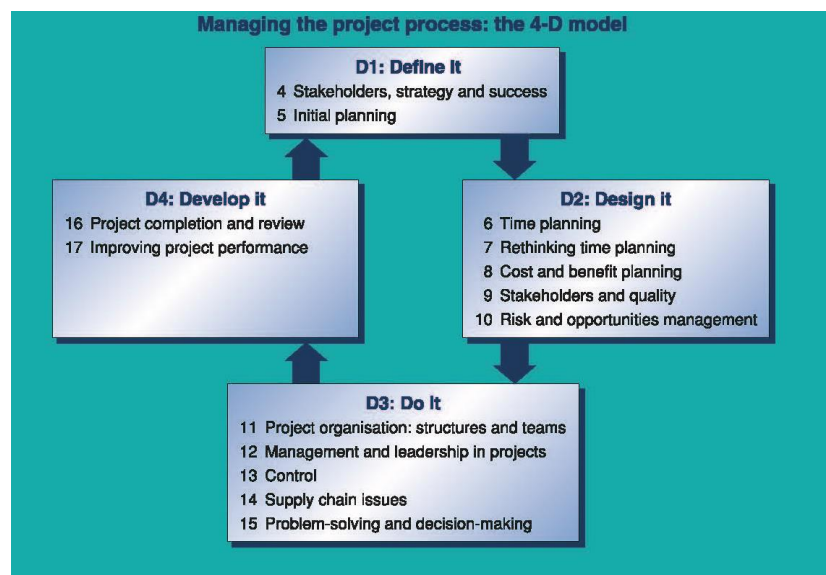 Managing the project process: the 4-D model
D1: Define it
4 Stakeholders, strategy and success
5 Initial planning
D4: Develop it
16 Project completion and review
17 Improving project performance
D2: Design it
6 Time planning
7 Rethinking time planning
8 Cost and benefit planning
9 Stakeholders and quality
10 Risk and opportunities management
D3: Do it
11 Project organisation: structures and teams
12 Management and leadership in projects
13 Control
14 Supply chain issues
15 Problem-solving and decision-making